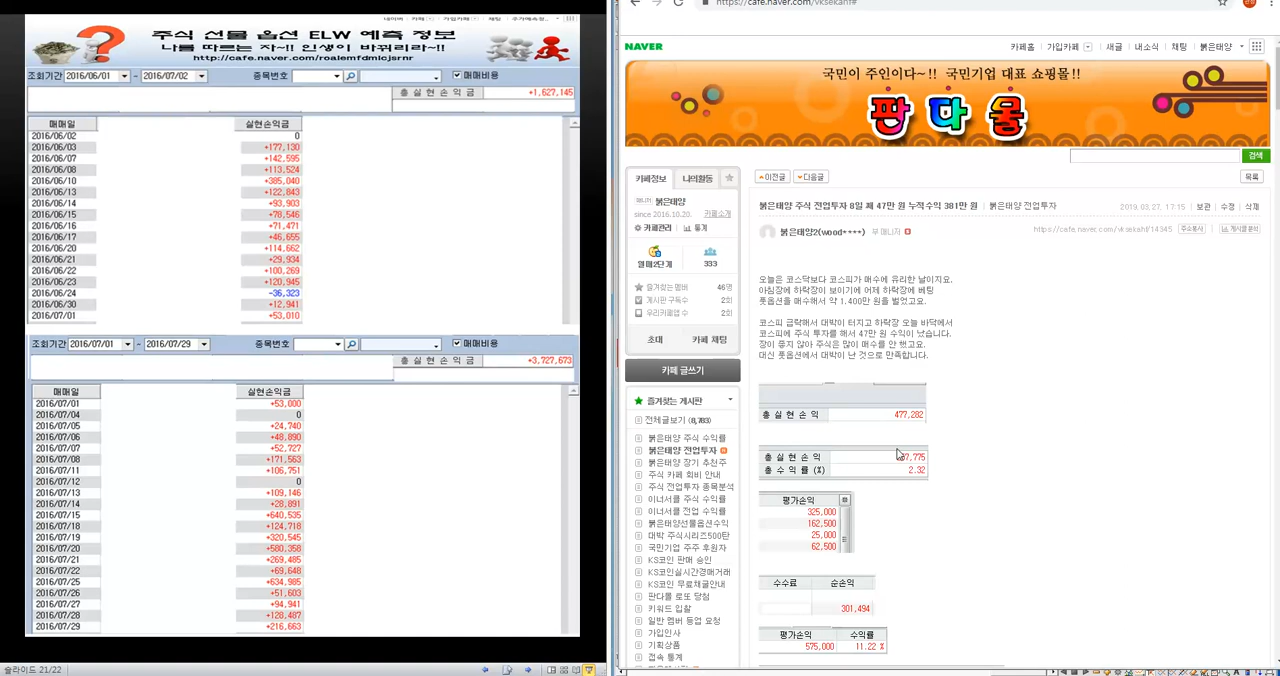 주식 선물 옵션 ELW 예측 정보
나를 따르는 자~!! 인생이 바뀌리라~!!
http://cafe.naver.com/roalemfdmlcjsrnr
조회기간 2016/06/01 - 2016/07/02 종목번호 매매비용
총 실 현 손 익 금 +1,627,145
매매일 실현손익금
2016/06/02 0
2016/06/03 +177,130
2016/06/07 +142,595
2016/06/08 +113,524
2016/06/10 +385,040
2016/06/13 +122,843
2016/06/14 +93,903
2016/06/15 +78,546
2016/06/16 +71,471
2016/06/17 +46,655
2016/06/20 +114,662
2016/06/21 +29,934
2016/06/22 +100,269
2016/06/23 +120,945
2016/06/24 -36,323
2016/06/30 +12,941
2016/07/01 +53,010
조회기간 2016/07/01 - 2016/07/29 종목번호 매매비용
총 실 현 손 익 금 +3,727,673
매매일 실현손익금
2016/07/01 +53,000
2016/07/04 0
2016/07/05 +24,740
2016/07/06 +48,890
2016/07/07 +52,727
2016/07/08 +171,563
2016/07/11 +106,751
2016/07/12 0
2016/07/13 +109,146
2016/07/14 +28,891
2016/07/15 +640,535
2016/07/18 +124,718
2016/07/19 +320,545
2016/07/20 +580,358
2016/07/21 +269,485
2016/07/22 +69,648
2016/07/25 +634,985
2016/07/26 +51,603
2016/07/27 +94,941
2016/07/28 +128,487
2016/07/29 +216,663
슬라이드 21/22
https://cafe.naver.com/vksekahf#
NAVER
카페홈 가입카페 새글 내소식 채팅 붉은태양
국민이 주인이다~!! 국민기업 대표 쇼핑몰!!
판다몰
검색
카페정보 나의활동
이전글 다음글 목록
매니저 붉은태양
since 2016.10.20. 카페소개
카페관리 통계
열매2단계 333
즐겨찾는 멤버 46명
게시판 구독수 2회
우리카페앱 수 2회
초대 카페 채팅
카페 글쓰기
즐겨찾는 게시판
전체글보기 (8,783)
붉은태양 주식 수익률
붉은태양 전업투자
붉은태양 장기 추천주
주식 카페 회비 안내
주식 전업투자 종목분석
이너서클 주식 수익률
이너서클 전업 수익률
붉은태양선물옵션수익
대박 주식시리즈500탄
국민기업 주주 후원자
KS코인 판매 승인
KS코인실시간경매거래
KS코인 무료채굴안내
판다몰 로또 당첨
키워드 입찰
일반 멤버 등업 요청
가입인사
기획상품
접속 통계
붉은태양 주식 전업투자 8일 째 47만 원 누적수익 381만 원 | 붉은태양 전업투자
2019.03.27. 17:15 보관 수정 삭제
붉은태양2(wood****) 부매니저
https://cafe.naver.com/vksekahf/14345 주소복사 게시글 분석
오늘은 코스닥보다 코스피가 매수에 유리한 날이지요.
아침장에 하락장이 보이기에 어제 하락장에 베팅
풋옵션을 매수해서 약 1,400만 원을 벌었고요.
코스피 급락해서 대박이 터지고 하락장 오늘 바닥에서
코스피에 주식 투자를 해서 47만 원 수익이 났습니다.
장이 좋지 않아 주식은 많이 매수를 안 했고요.
대신 풋옵션에서 대박이 난 것으로 만족합니다.
총 실 현 손 익 477,282
총 실 현 손 익 7,775
총 수 익 률 (%) 2.32
평가손익
325,000
162,500
25,000
62,500
수수료 순손익
301,494
평가손익 수익률
575,000 11.22 %